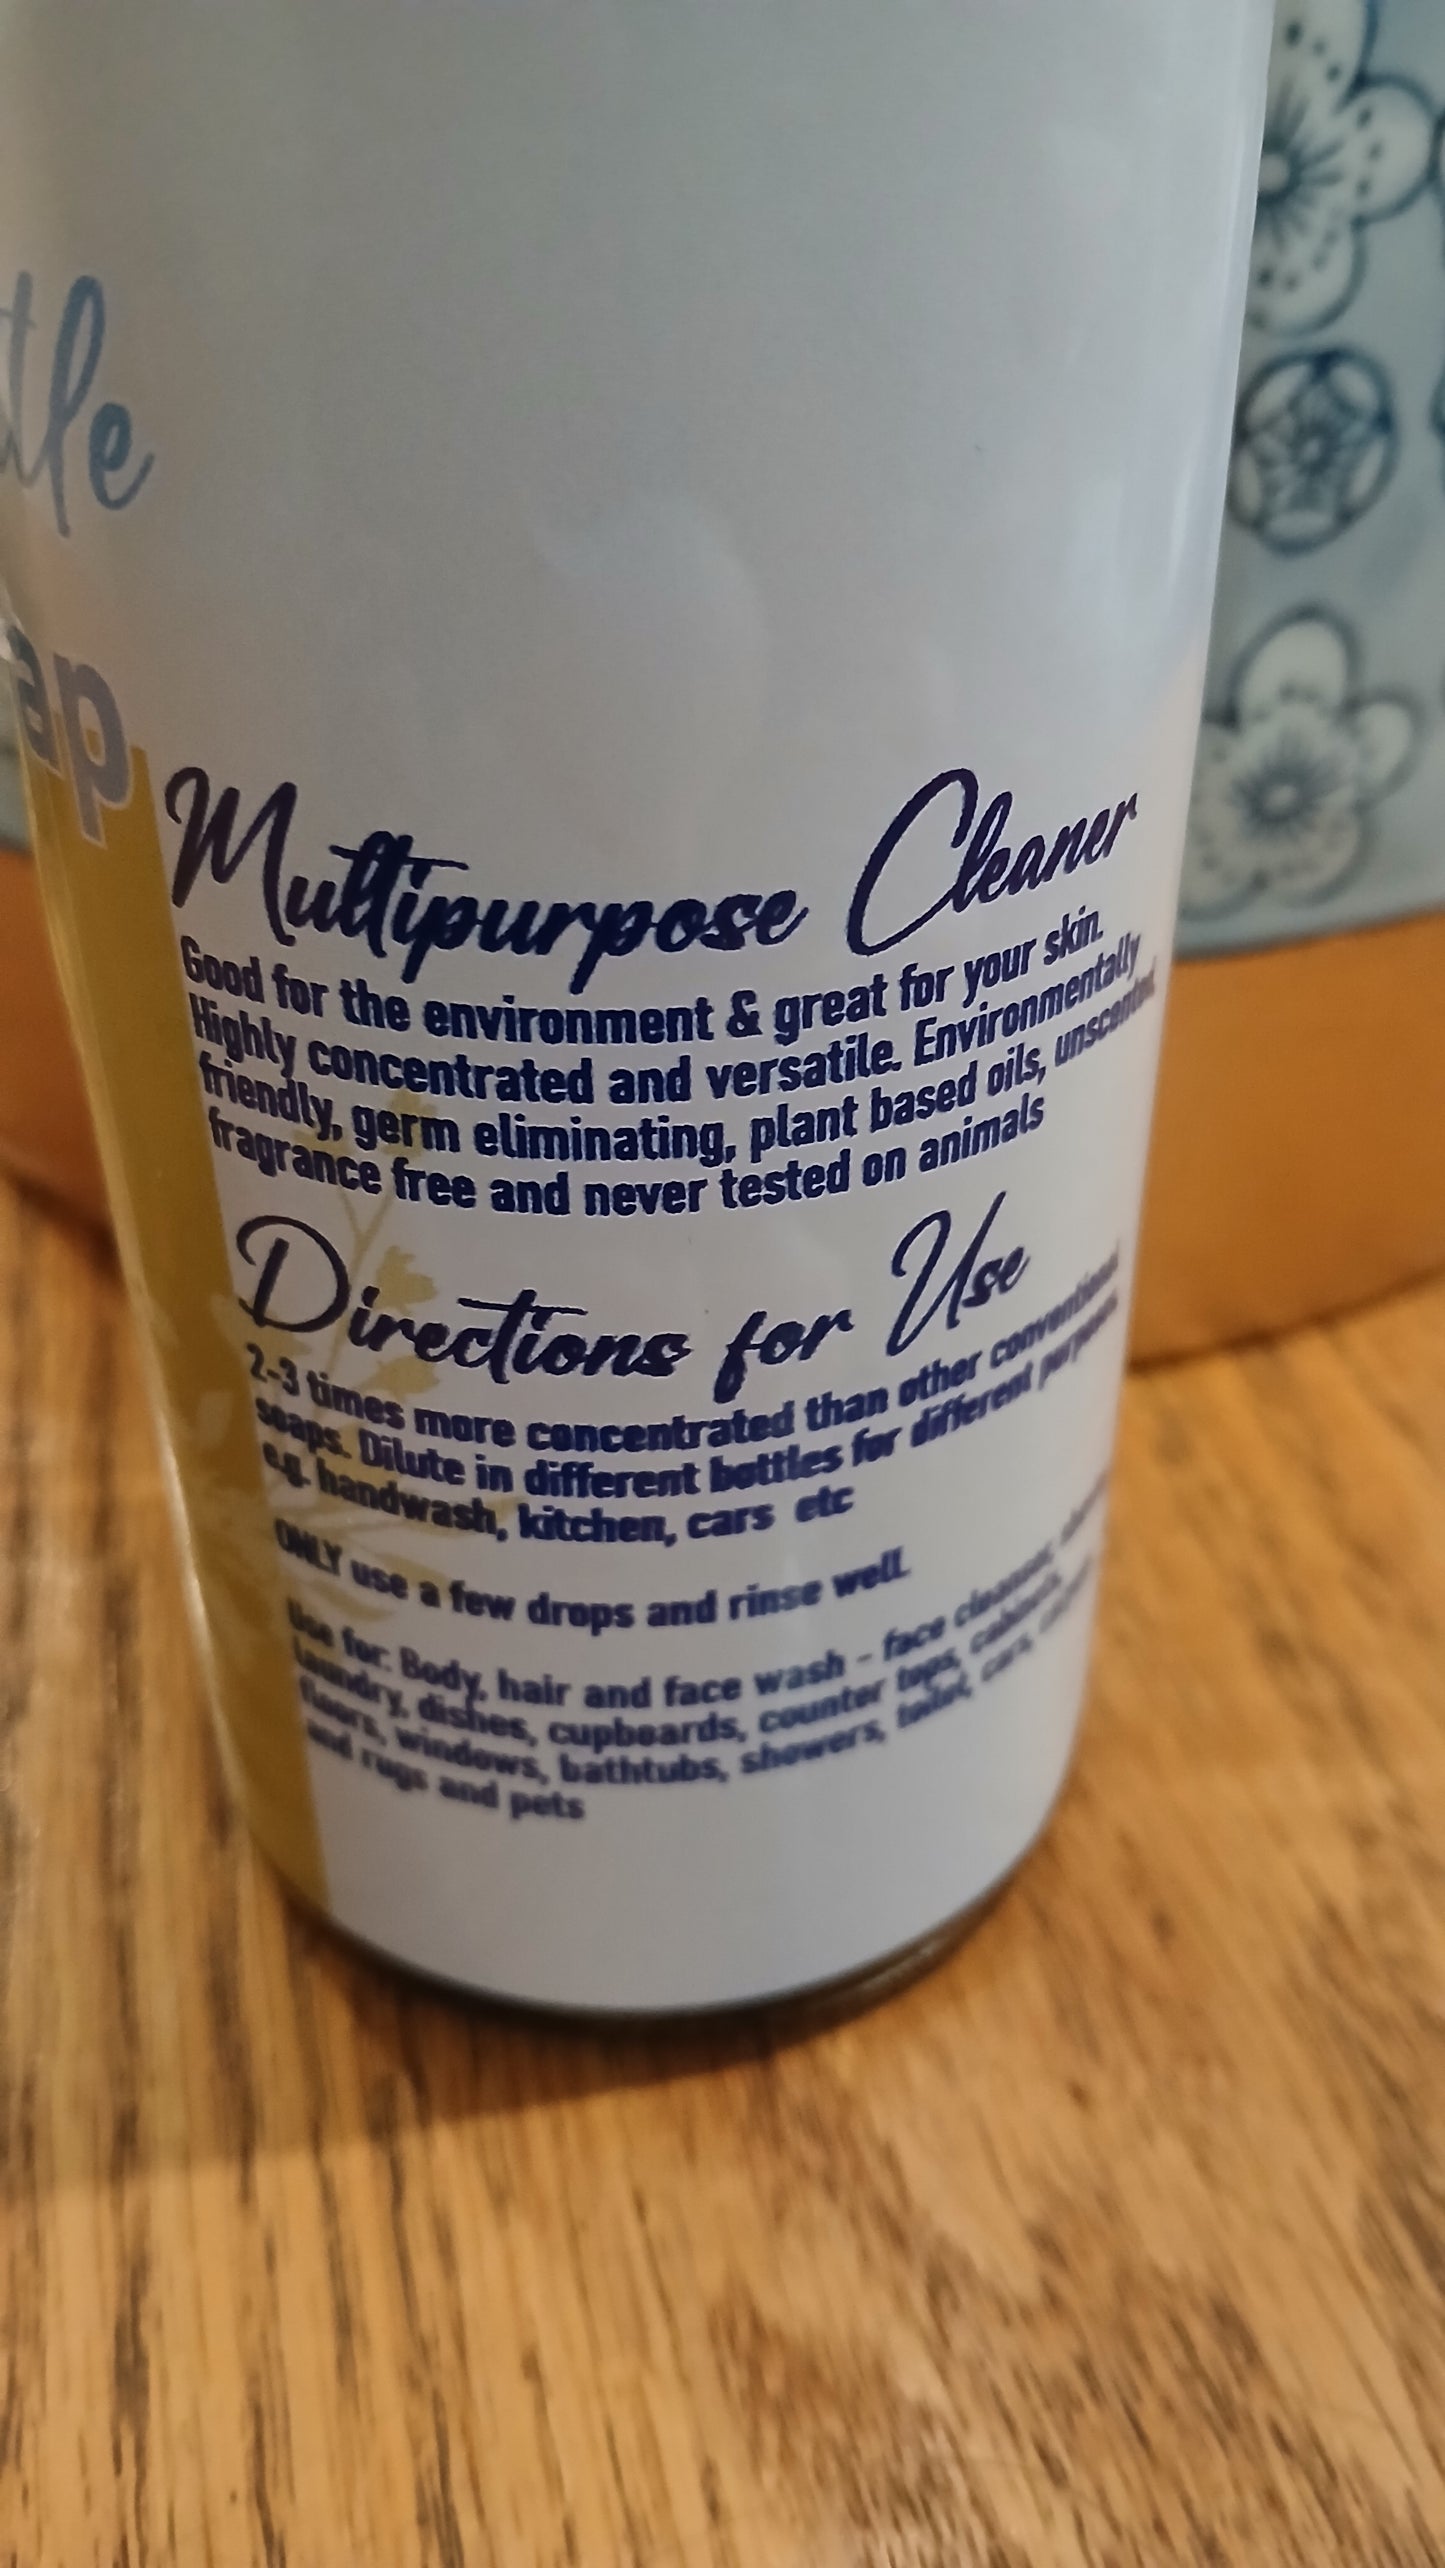 tle
ap
Multipurpose Cleaner
Good for the environment & great for your skin.
Highly concentrated and versatile. Environmentally
friendly, germ eliminating, plant based oils, unscented,
fragrance free and never tested on animals
Directions for Use
2-3 times more concentrated than other conventional
soaps. Dilute in different bottles for different purposes
e.g. handwash, kitchen, cars etc
ONLY use a few drops and rinse well.
Use for: Body, hair and face wash - face cleanser,
laundry, dishes, cupboards, counter tops, cabinets,
floors, windows, bathtubs, showers, toilet, cars,
and rugs and pets